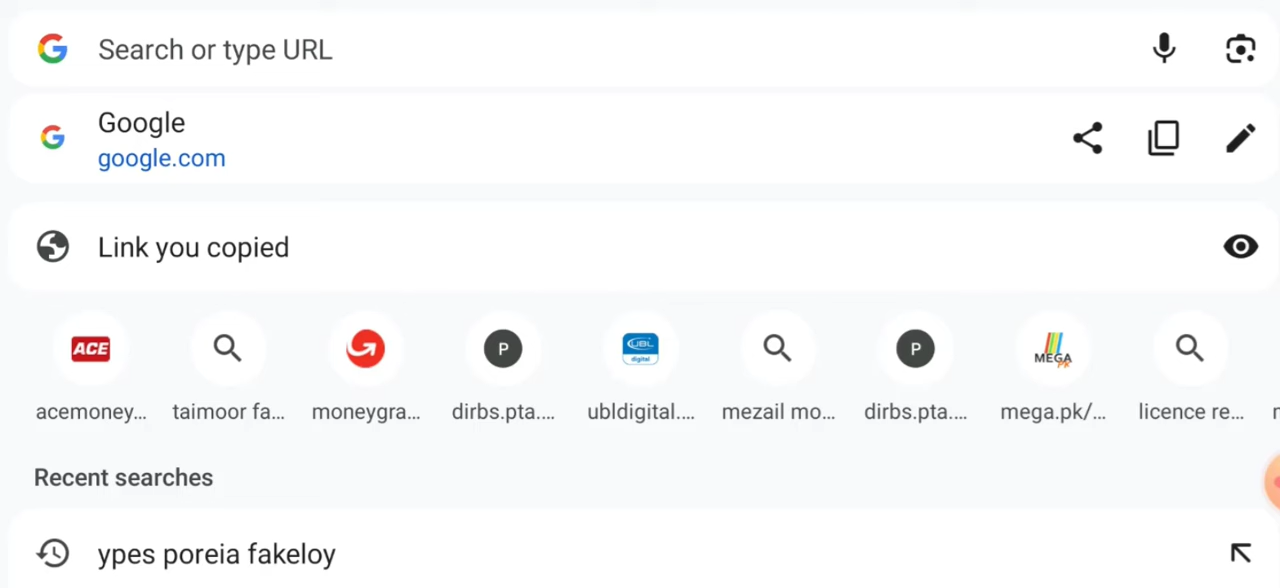 Search or type URL
Google
google.com
Link you copied
ACE
UBL
digital
MEGA
PK
P
P
acemoney...
taimoor fa...
moneygra...
dirbs.pta....
ubldigital....
mezail mo...
dirbs.pta....
mega.pk/...
licence re...
Recent searches
ypes poreia fakeloy